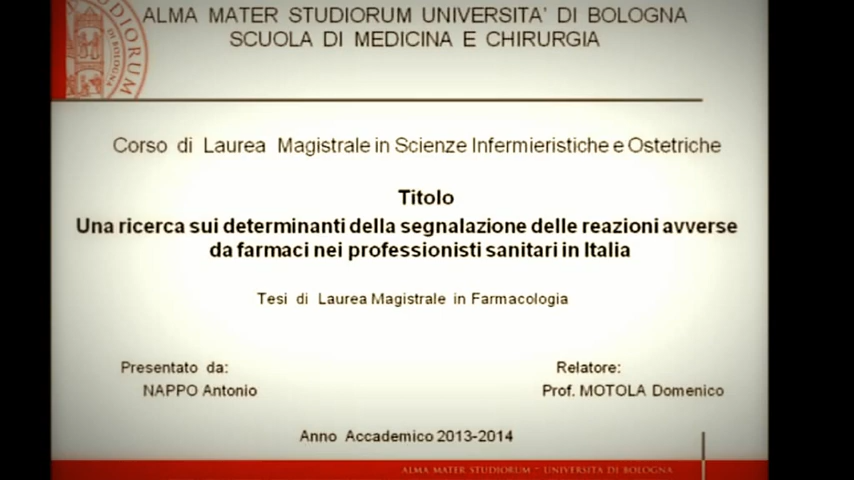 ALMA MATER STUDIORUM UNIVERSITA' DI BOLOGNA
SCUOLA DI MEDICINA E CHIRURGIA
Corso di Laurea Magistrale in Scienze Infermieristiche e Ostetriche
Titolo
Una ricerca sui determinanti della segnalazione delle reazioni avverse
da farmaci nei professionisti sanitari in Italia
Tesi di Laurea Magistrale in Farmacologia
Presentato da:
NAPPO Antonio
Relatore:
Prof. MOTOLA Domenico
Anno Accademico 2013-2014
ALMA MATER STUDIORUM ~ UNIVERSITA DI BOLOGNA